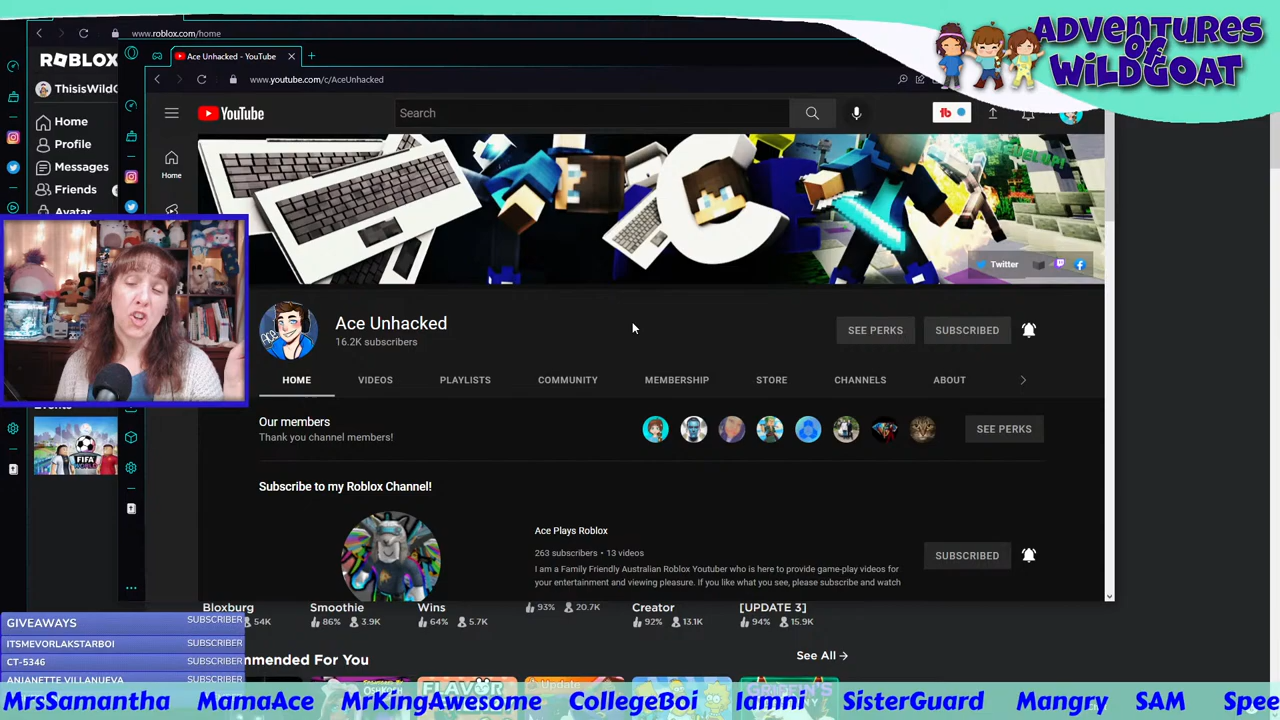 www.roblox.com/home
Ace Unhacked - YouTube
www.youtube.com/c/AceUnhacked
ADVENTURES
of
WILDGOAT
ROBLOX
ThisisWildG
Home
Profile
Messages
Friends
Avatar
YouTube
Search
tb
Home
Twitter
Ace Unhacked
16.2K subscribers
SEE PERKS
SUBSCRIBED
HOME
VIDEOS
PLAYLISTS
COMMUNITY
MEMBERSHIP
STORE
CHANNELS
ABOUT
Our members
Thank you channel members!
SEE PERKS
Subscribe to my Roblox Channel!
Ace Plays Roblox
263 subscribers • 13 videos
I am a Family Friendly Australian Roblox Youtuber who is here to provide game-play videos for
your entertainment and viewing pleasure. If you like what you see, please subscribe and watch
SUBSCRIBED
Events
FIFA
WORLD
Bloxburg
54K
Smoothie
86% 3.9K
Wins
64% 5.7K
93% 20.7K
Creator
92% 13.1K
[UPDATE 3]
94% 15.9K
mmended For You
See All
GIVEAWAYS SUBSCRIBER
ITSMEVORLAKSTARBOI SUBSCRIBER
CT-5346 SUBSCRIBER
ANJANETTE VILLANUEVA SUBSCRIBER
FLAVOR
Update
MrsSamantha MamaAce MrKingAwesome CollegeBoi Iamni SisterGuard Mangry SAM Spee